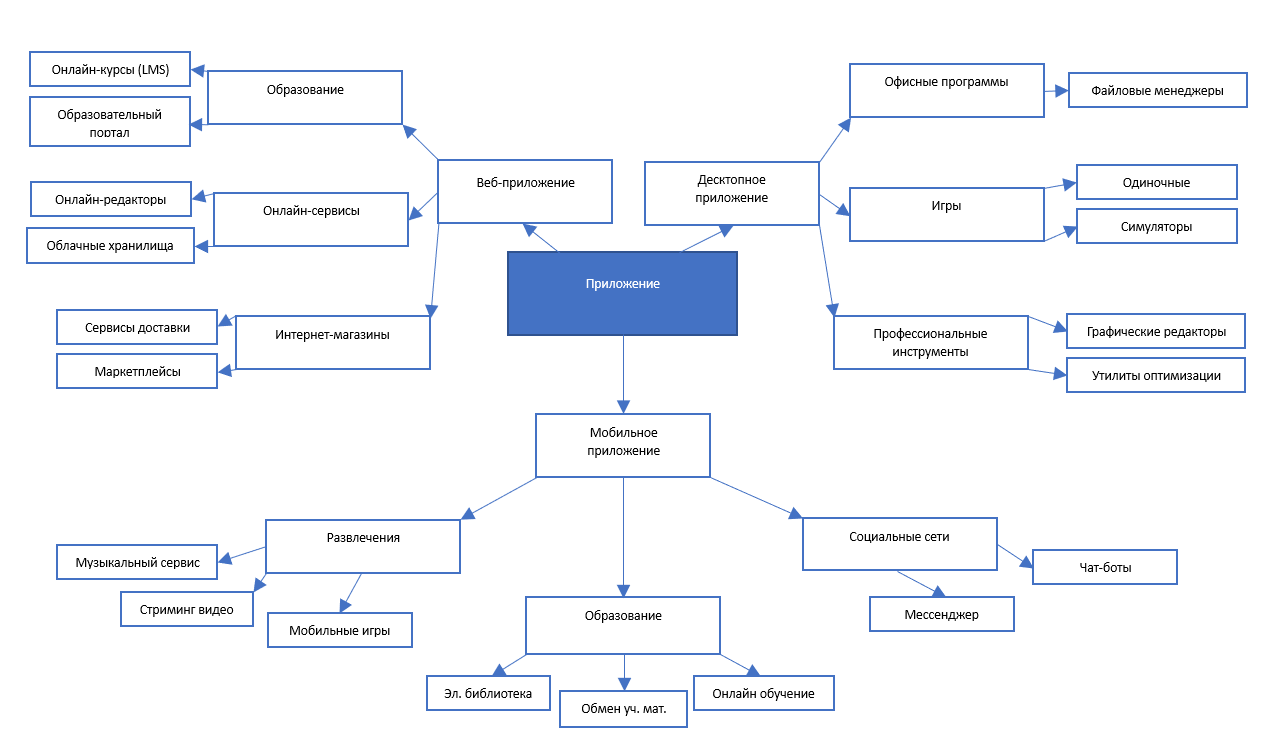 Онлайн-курсы (LMS)
Образование
Образовательный
портал
Веб-приложение
Онлайн-редакторы
Онлайн-сервисы
Облачные хранилища
Сервисы доставки
Интернет-магазины
Маркетплейсы
Приложение
Десктопное
приложение
Офисные программы
Файловые менеджеры
Игры
Одиночные
Симуляторы
Профессиональные
инструменты
Графические редакторы
Утилиты оптимизации
Мобильное
приложение
Развлечения
Музыкальный сервис
Стриминг видео
Мобильные игры
Образование
Эл. библиотека
Обмен уч. мат.
Онлайн обучение
Социальные сети
Чат-боты
Мессенджер